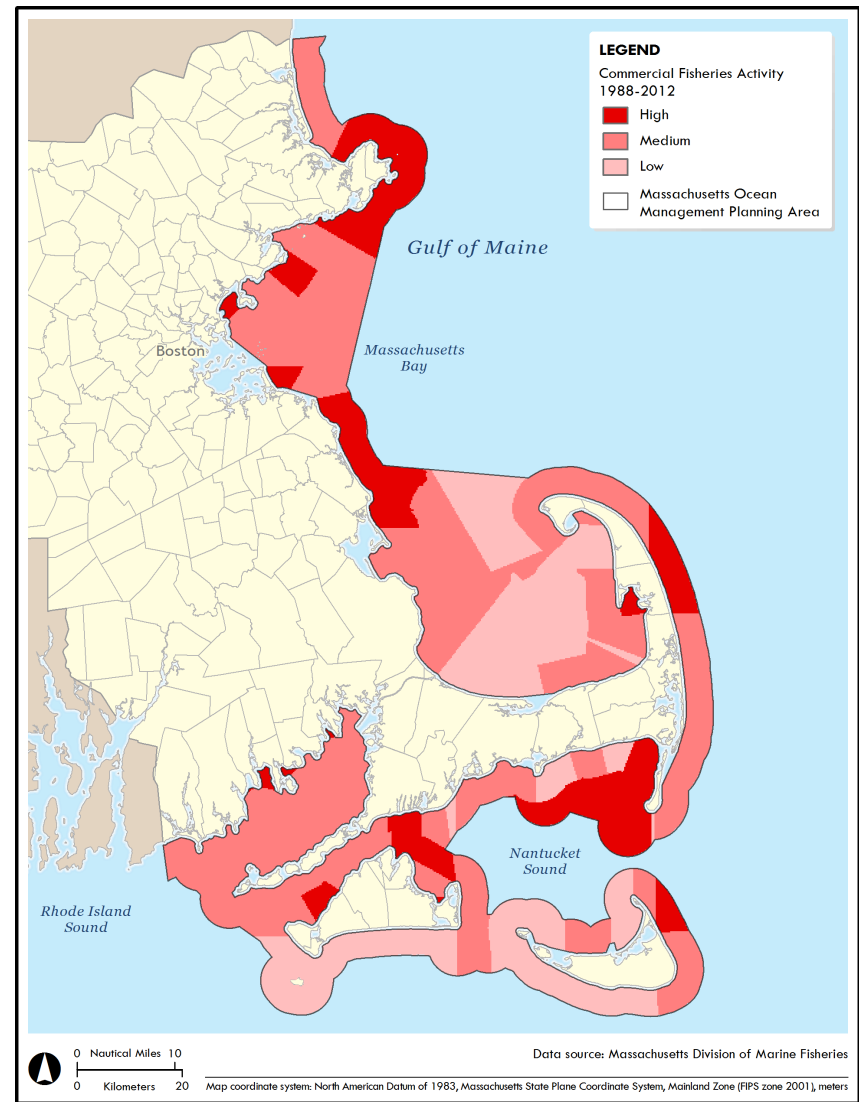 LEGEND
Commercial Fisheries Activity
1988-2012
High
Medium
Low
Massachusetts Ocean
Management Planning Area
Gulf of Maine
Boston
Massachusetts
Bay
Nantucket
Sound
Rhode Island
Sound
0 Nautical Miles 10
0 Kilometers 20
Data source: Massachusetts Division of Marine Fisheries
Map coordinate system: North American Datum of 1983, Massachusetts State Plane Coordinate System, Mainland Zone (FIPS zone 2001), meters